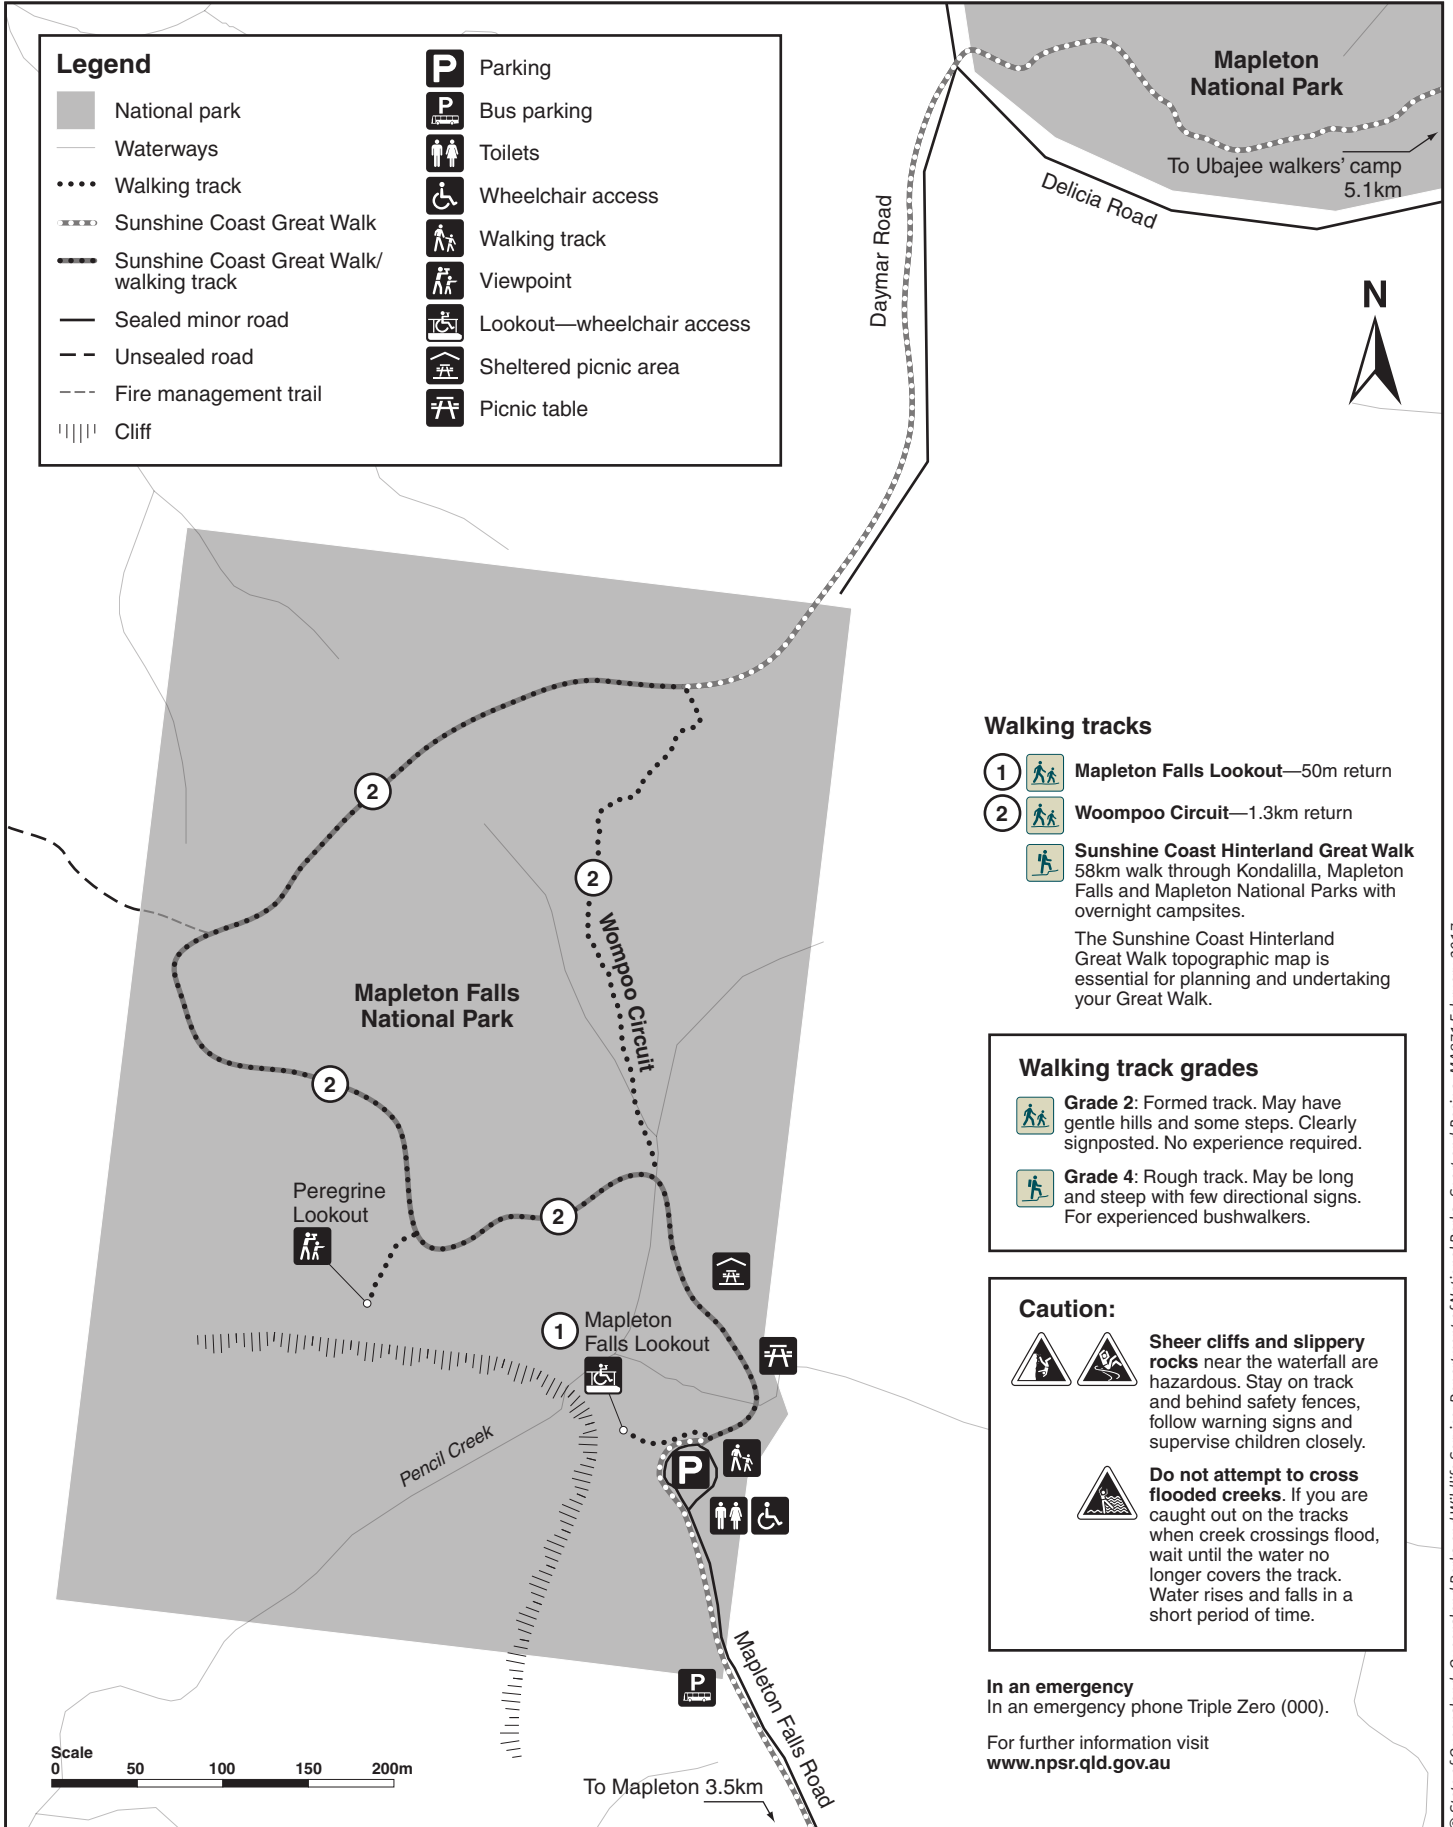 Legend
National park
Waterways
Walking track
Sunshine Coast Great Walk
Sunshine Coast Great Walk/
walking track
Sealed minor road
Unsealed road
Fire management trail
Cliff
P
Parking
P
Bus parking
Toilets
Wheelchair access
Walking track
Viewpoint
Lookout—wheelchair access
Sheltered picnic area
Picnic table
Mapleton
National Park
To Ubajee walkers' camp
5.1km
Delicia Road
Daymar Road
N
2
2
Wompoo Circuit
Mapleton Falls
National Park
2
2
Peregrine
Lookout
1
Mapleton
Falls Lookout
Pencil Creek
P
P
Mapleton Falls Road
To Mapleton 3.5km
Scale
0 50 100 150 200m
Walking tracks
1 Mapleton Falls Lookout—50m return
2 Woompoo Circuit—1.3km return
Sunshine Coast Hinterland Great Walk
58km walk through Kondalilla, Mapleton
Falls and Mapleton National Parks with
overnight campsites.
The Sunshine Coast Hinterland
Great Walk topographic map is
essential for planning and undertaking
your Great Walk.
Walking track grades
Grade 2: Formed track. May have
gentle hills and some steps. Clearly
signposted. No experience required.
Grade 4: Rough track. May be long
and steep with few directional signs.
For experienced bushwalkers.
Caution:
Sheer cliffs and slippery
rocks near the waterfall are
hazardous. Stay on track
and behind safety fences,
follow warning signs and
supervise children closely.
Do not attempt to cross
flooded creeks. If you are
caught out on the tracks
when creek crossings flood,
wait until the water no
longer covers the track.
Water rises and falls in a
short period of time.
In an emergency
In an emergency phone Triple Zero (000).
For further information visit
www.npsr.qld.gov.au